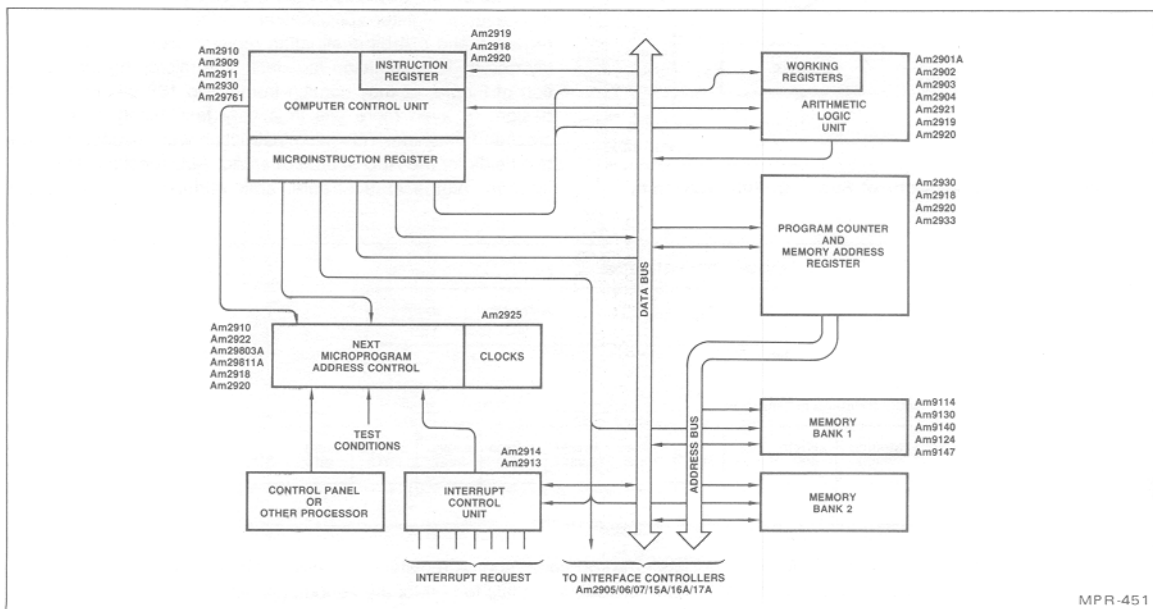 Am2910
Am2909
Am2911
Am2930
Am29761
INSTRUCTION
REGISTER
COMPUTER CONTROL UNIT
MICROINSTRUCTION REGISTER
Am2919
Am2918
Am2920
WORKING
REGISTERS
ARITHMETIC
LOGIC
UNIT
Am2901A
Am2902
Am2903
Am2904
Am2921
Am2919
Am2920
PROGRAM COUNTER
AND
MEMORY ADDRESS
REGISTER
Am2930
Am2918
Am2920
Am2933
DATA BUS
Am2910
Am2922
Am29803A
Am29811A
Am2918
Am2920
NEXT
MICROPROGRAM
ADDRESS CONTROL
Am2925
CLOCKS
TEST
CONDITIONS
ADDRESS BUS
MEMORY
BANK 1
Am9114
Am9130
Am9140
Am9124
Am9147
CONTROL PANEL
OR
OTHER PROCESSOR
Am2914
Am2913
INTERRUPT
CONTROL
UNIT
MEMORY
BANK 2
INTERRUPT REQUEST
TO INTERFACE CONTROLLERS
Am2905/06/07/15A/16A/17A
MPR-451